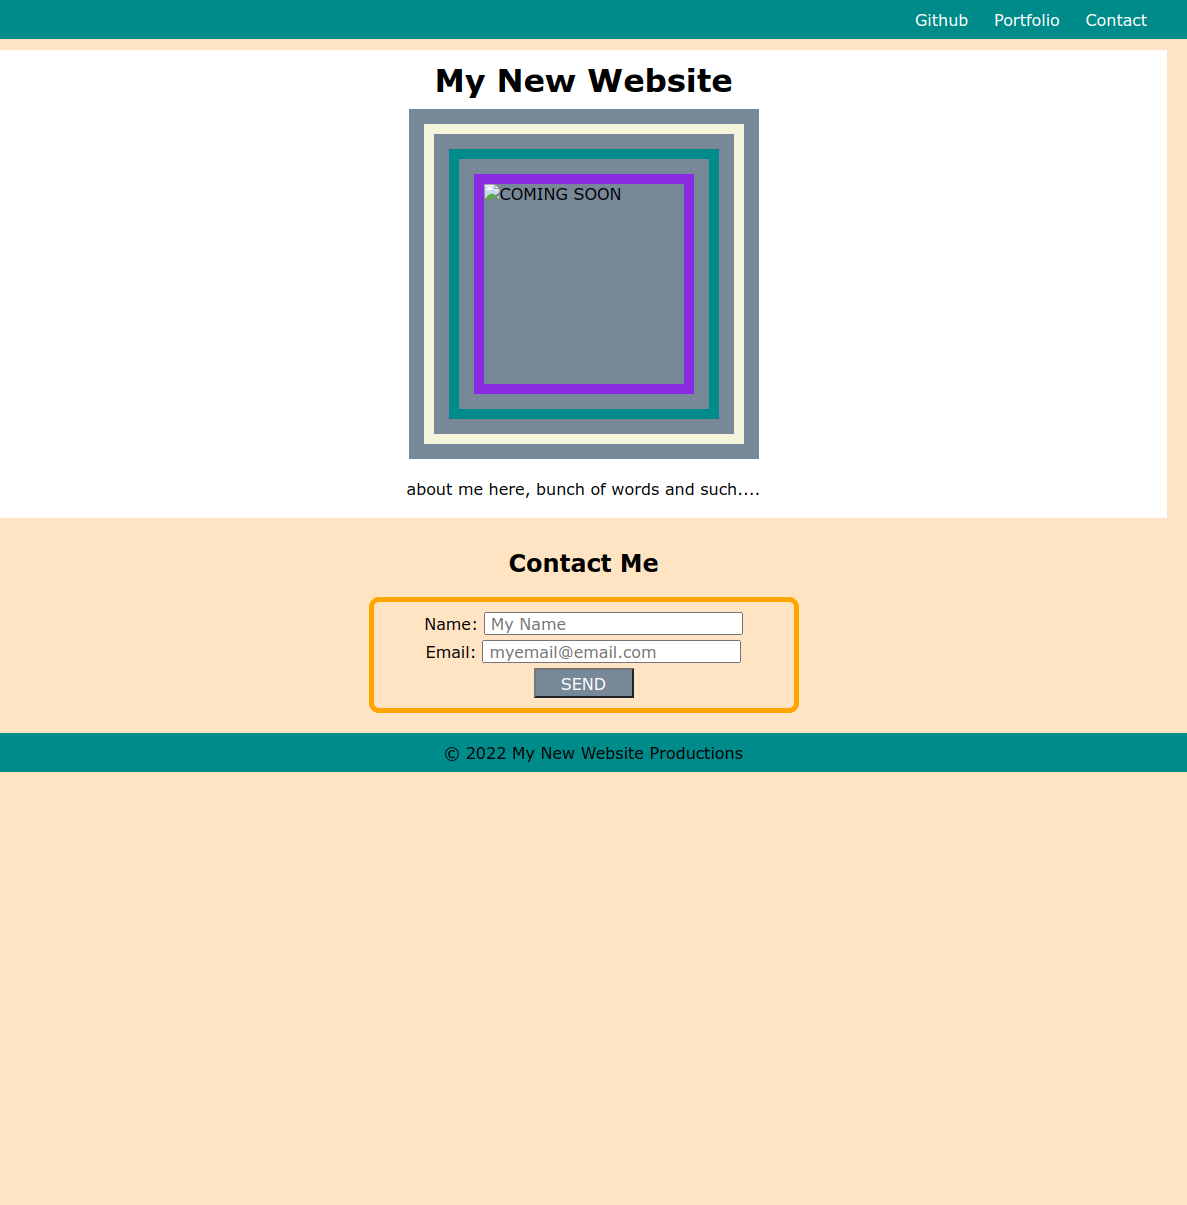 Github Portfolio Contact
My New Website
COMING SOON
about me here, bunch of words and such....
Contact Me
Name: My Name
Email: myemail@email.com
SEND
© 2022 My New Website Productions